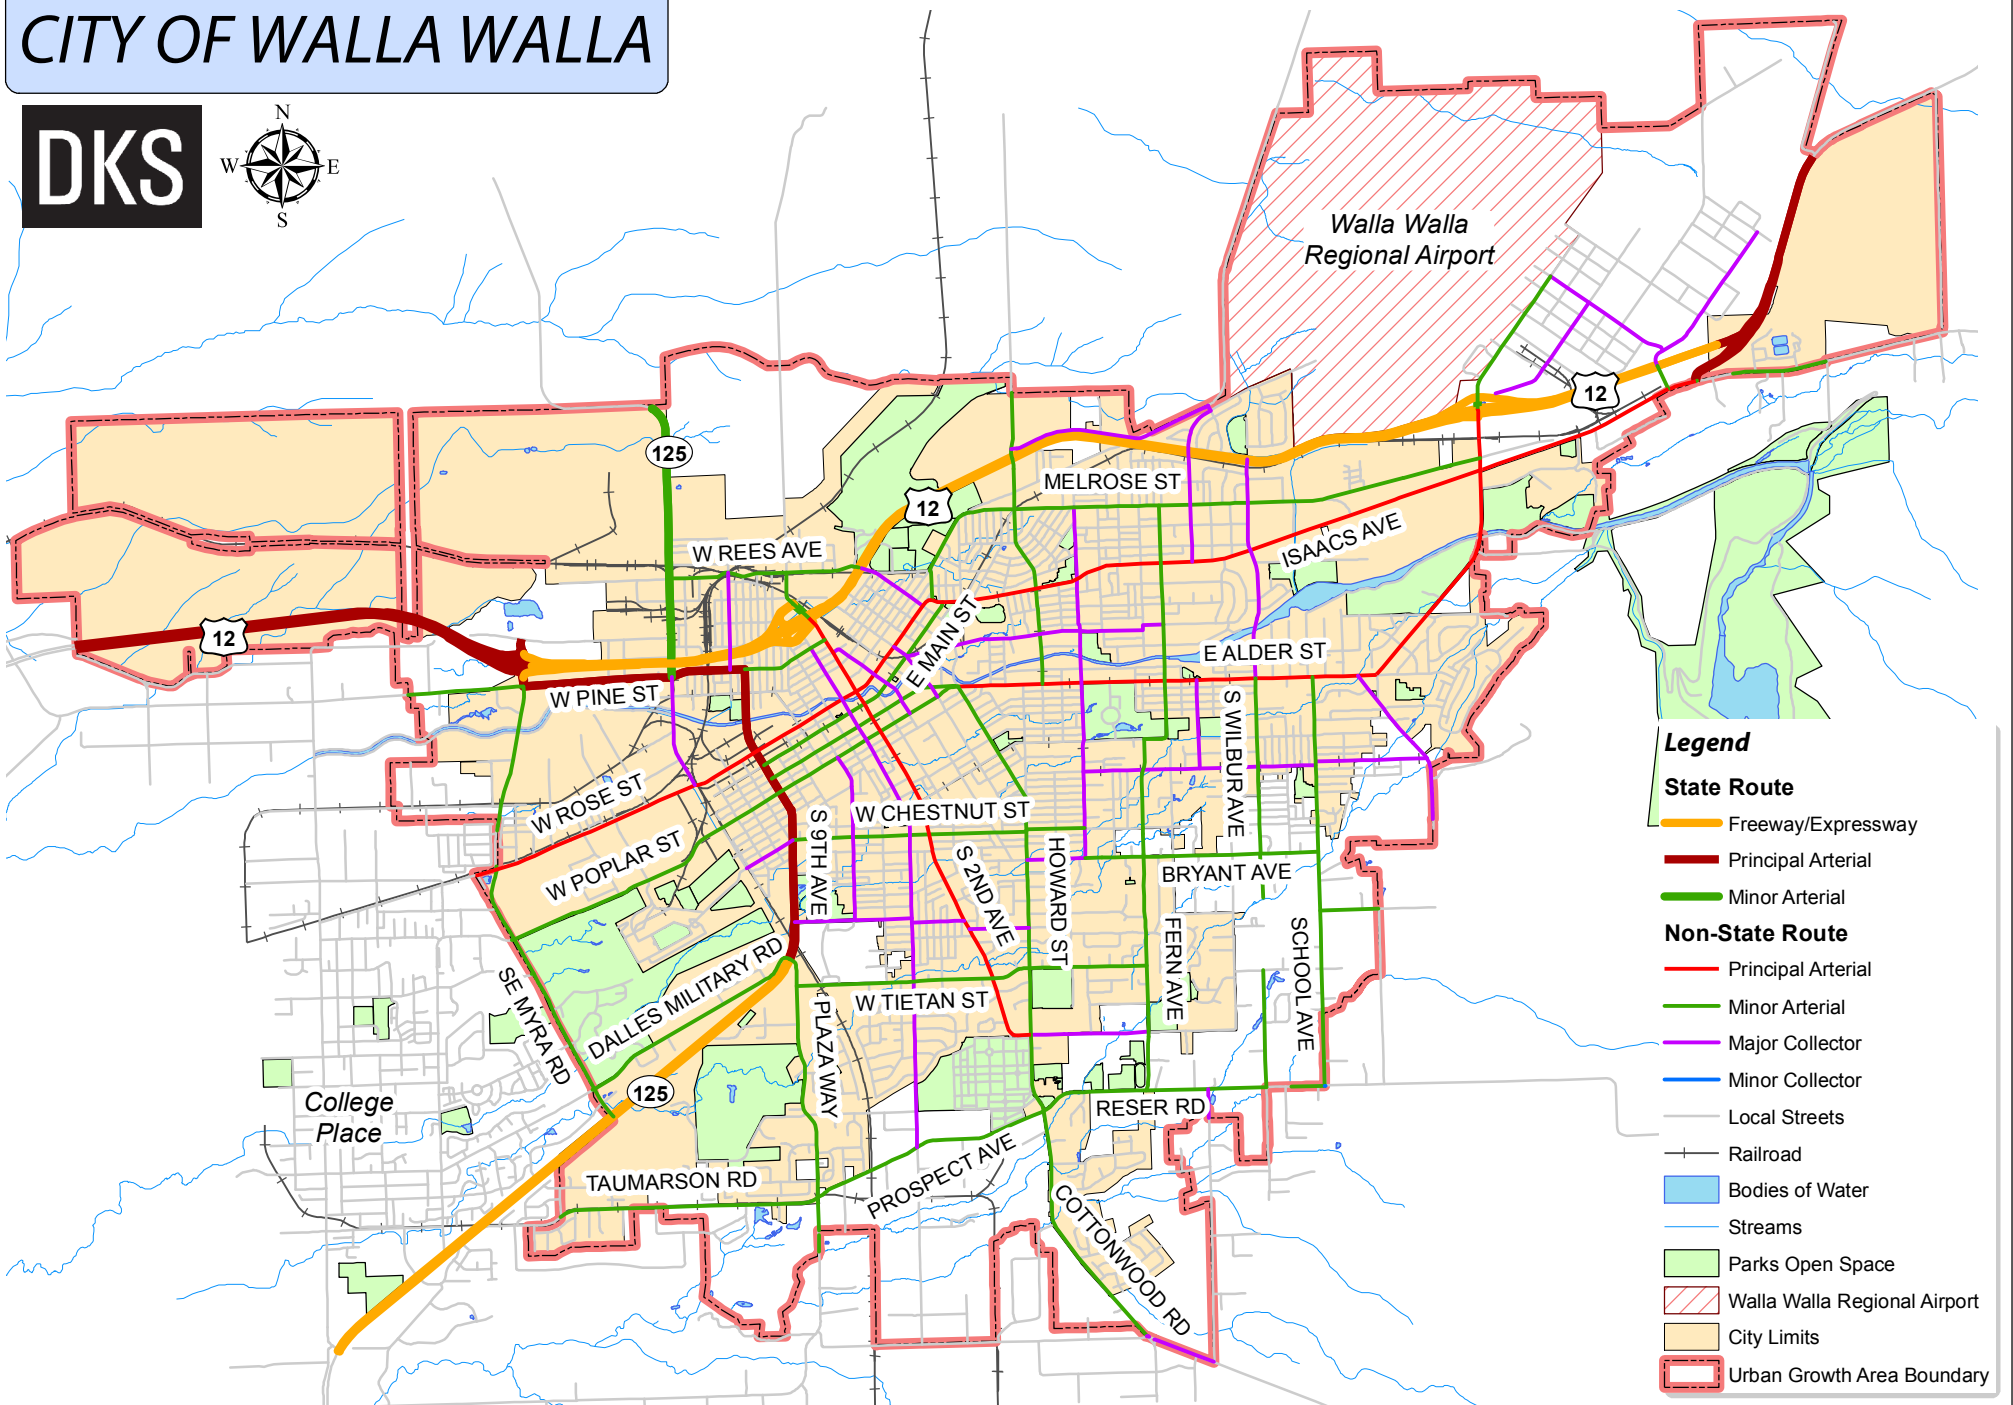 CITY OF WALLA WALLA
DKS
N
W
E
S
Walla Walla
Regional Airport
12
125
MELROSE ST
12
W REES AVE
ISAACS AVE
E MAIN ST
12
E ALDER ST
W PINE ST
S WILBUR AVE
W ROSE ST
W CHESTNUT ST
S 9TH AVE
W POPLAR ST
S 2ND AVE
HOWARD ST
BRYANT AVE
FERN AVE
SCHOOL AVE
SE MYRA RD
DALLES MILITARY RD
W TIETAN ST
PLAZA WAY
125
College
Place
RESER RD
TAUMARSON RD
PROSPECT AVE
COTTONWOOD RD
Legend
State Route
Freeway/Expressway
Principal Arterial
Minor Arterial
Non-State Route
Principal Arterial
Minor Arterial
Major Collector
Minor Collector
Local Streets
Railroad
Bodies of Water
Streams
Parks Open Space
Walla Walla Regional Airport
City Limits
Urban Growth Area Boundary